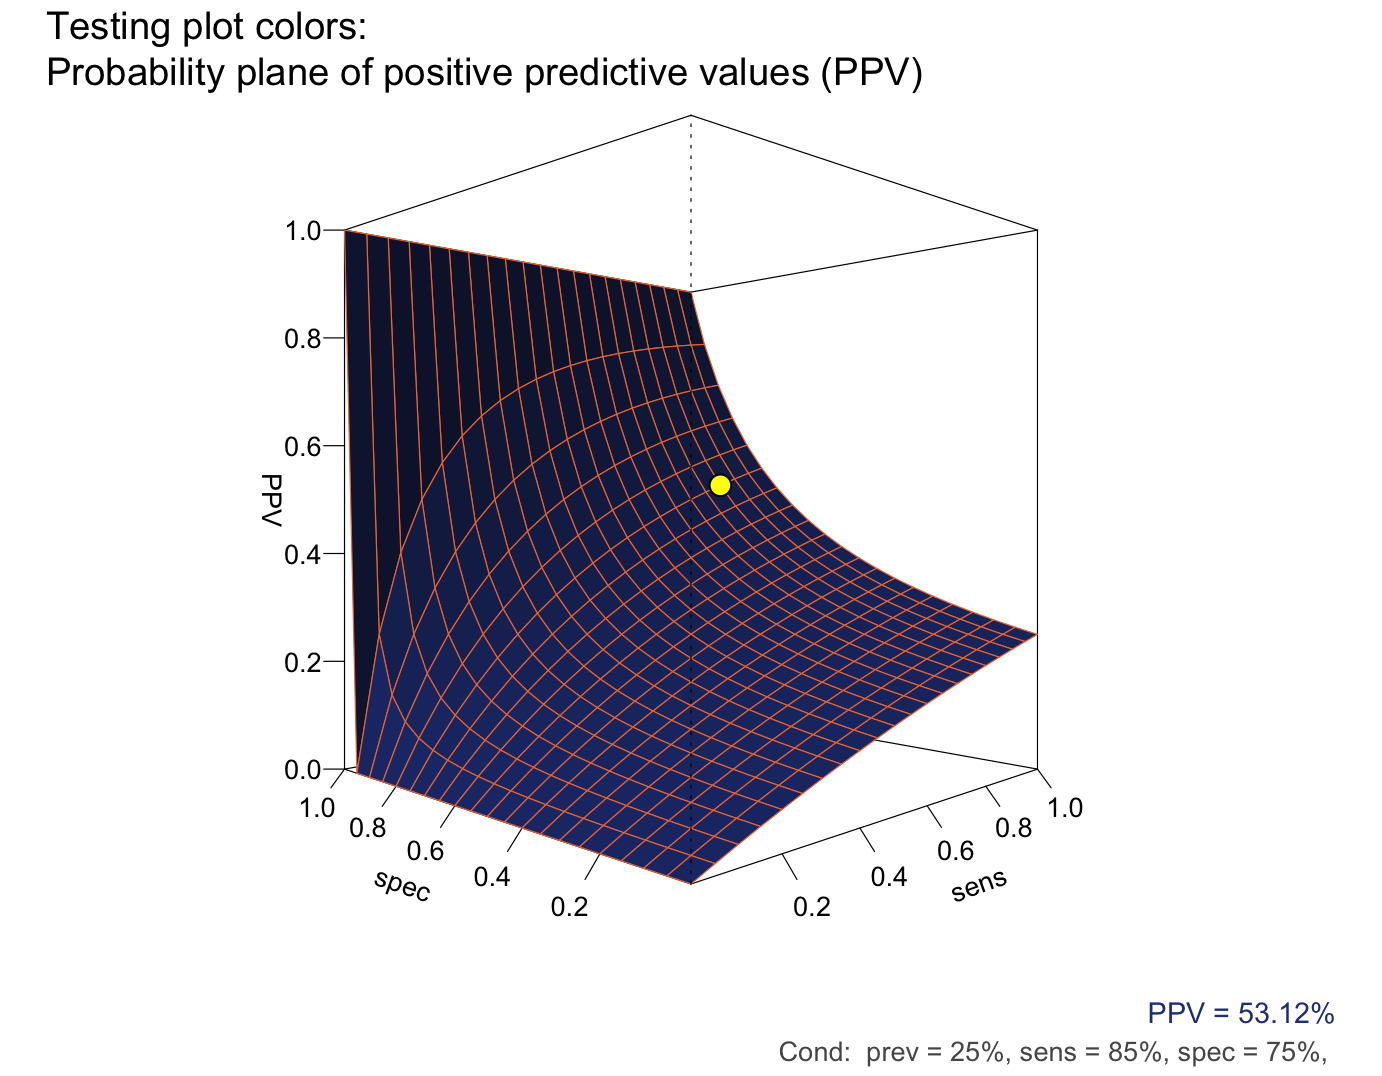 Testing plot colors:
Probability plane of positive predictive values (PPV)
1.0
0.8
0.6
0.4
0.2
0.0
PPV
1.0
0.8
0.6
0.4
0.2
spec
0.2
0.4
0.6
0.8
1.0
sens
PPV = 53.12%
Cond:  prev = 25%, sens = 85%, spec = 75%,